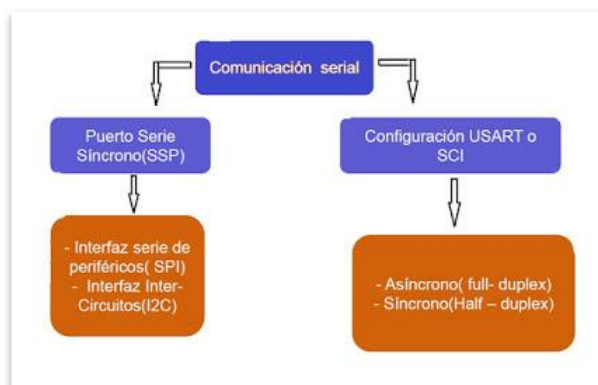 Comunicación serial
Puerto Serie
Síncrono(SSP)
Configuración USART o
SCI
- Interfaz serie de
periféricos( SPI)
- Interfaz Inter-
Circuitos(I2C)
- Asíncrono( full- duplex)
- Síncrono(Half – duplex)